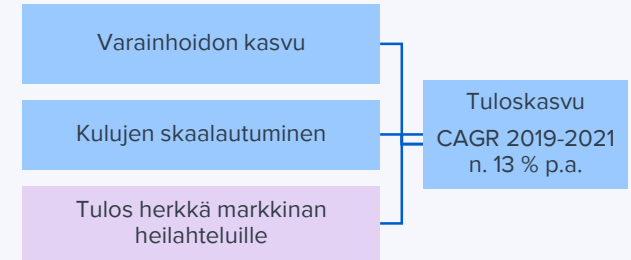 Varainhoidon kasvu
Kulujen skaalautuminen
Tulos herkkä markkinan
heilahteluille
Tuloskasvu
CAGR 2019-2021
n. 13 % p.a.